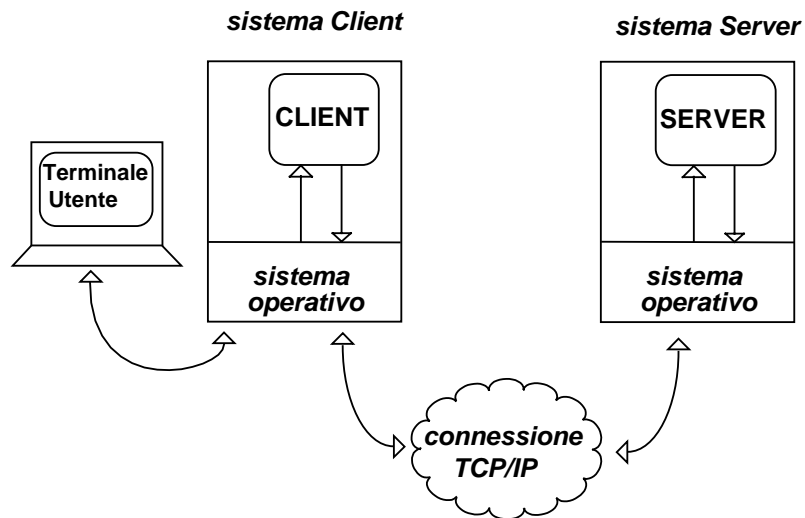 sistema Client
sistema Server
CLIENT
SERVER
Terminale
Utente
sistema
operativo
sistema
operativo
connessione
TCP/IP